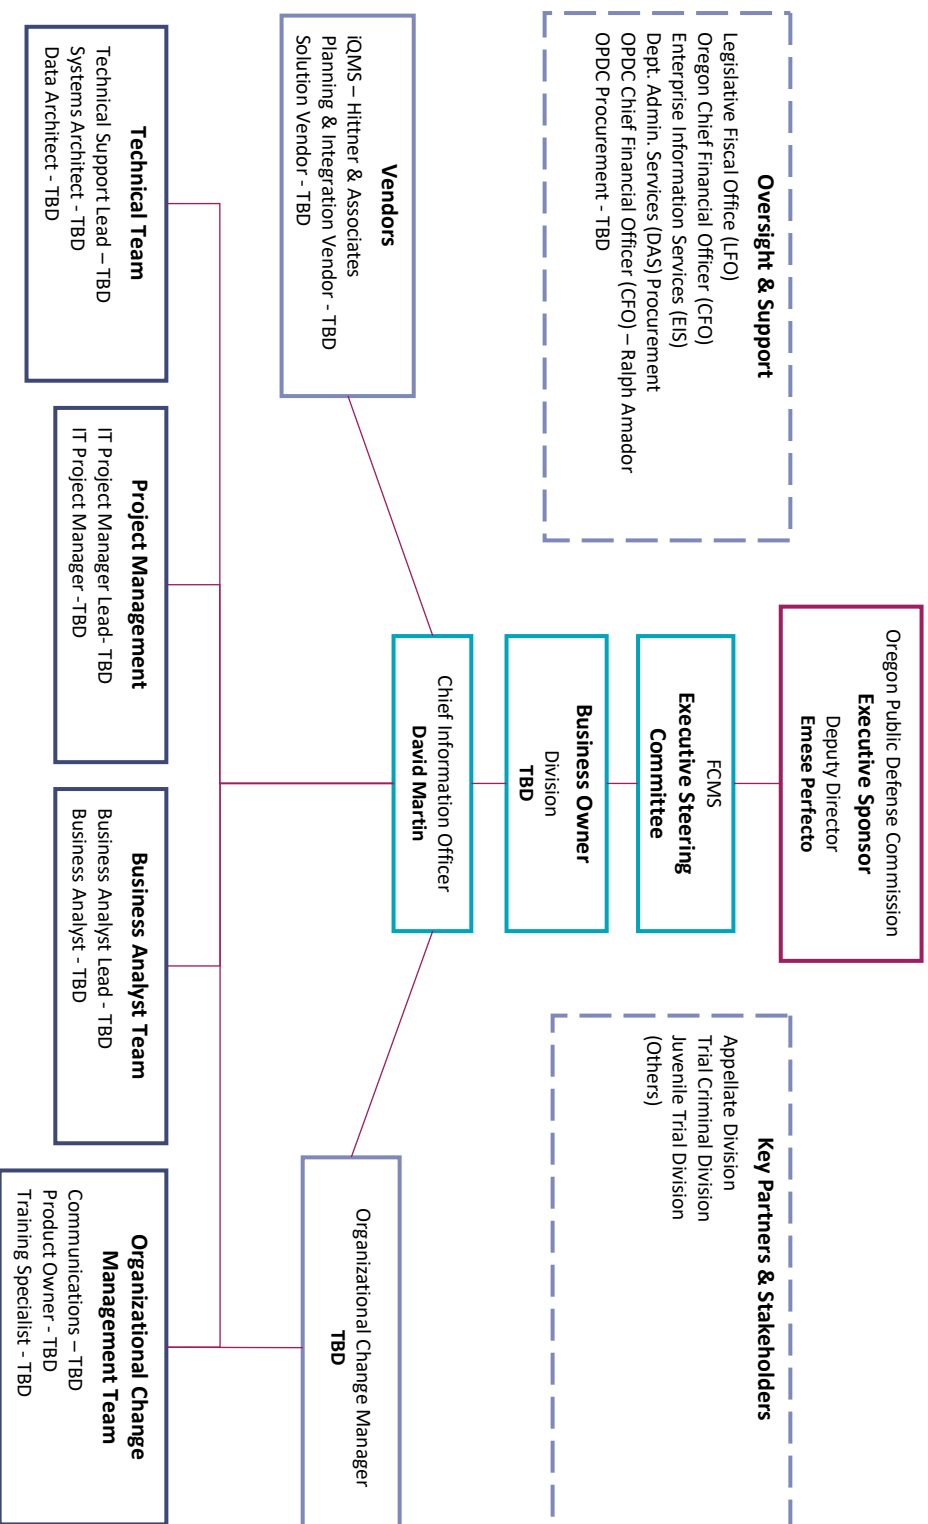 Oregon Public Defense Commission
Executive Sponsor
Deputy Director
Emese Perfecto
Oversight & Support
Legislative Fiscal Office (LFO)
Oregon Chief Financial Officer (CFO)
Enterprise Information Services (EIS)
Dept. Admin. Services (DAS) Procurement
OPDC Chief Financial Officer (CFO) – Ralph Amador
OPDC Procurement - TBD
FCMS
Executive Steering
Committee
Key Partners & Stakeholders
Appellate Division
Trial Criminal Division
Juvenile Trial Division
(Others)
Business Owner
Division
TBD
Vendors
iQMS – Hittner & Associates
Planning & Integration Vendor - TBD
Solution Vendor - TBD
Chief Information Officer
David Martin
Organizational Change Manager
TBD
Technical Team
Technical Support Lead – TBD
Systems Architect - TBD
Data Architect - TBD
Project Management
IT Project Manager Lead- TBD
IT Project Manager -TBD
Business Analyst Team
Business Analyst Lead - TBD
Business Analyst - TBD
Organizational Change
Management Team
Communications – TBD
Product Owner - TBD
Training Specialist - TBD